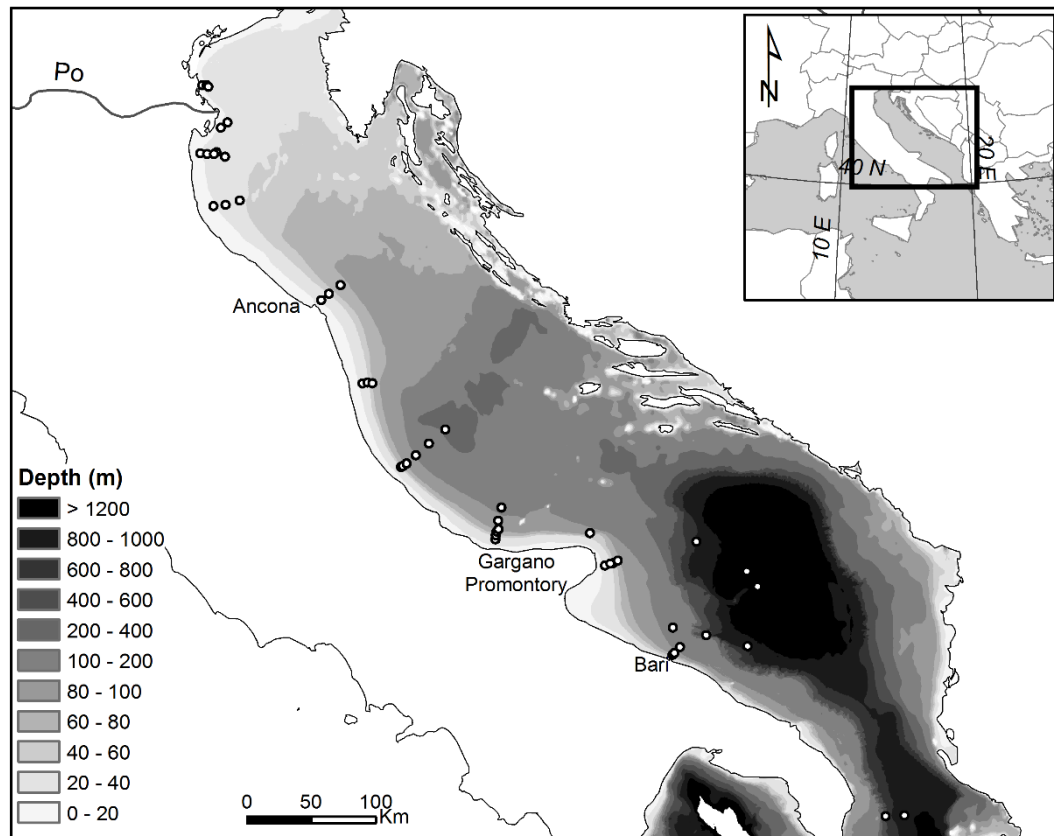 Po
N
40 N
20 E
10 E
Ancona
Gargano
Promontory
Bari
Depth (m)
> 1200
800 - 1000
600 - 800
400 - 600
200 - 400
100 - 200
80 - 100
60 - 80
40 - 60
20 - 40
0 - 20
0 50 100
Km